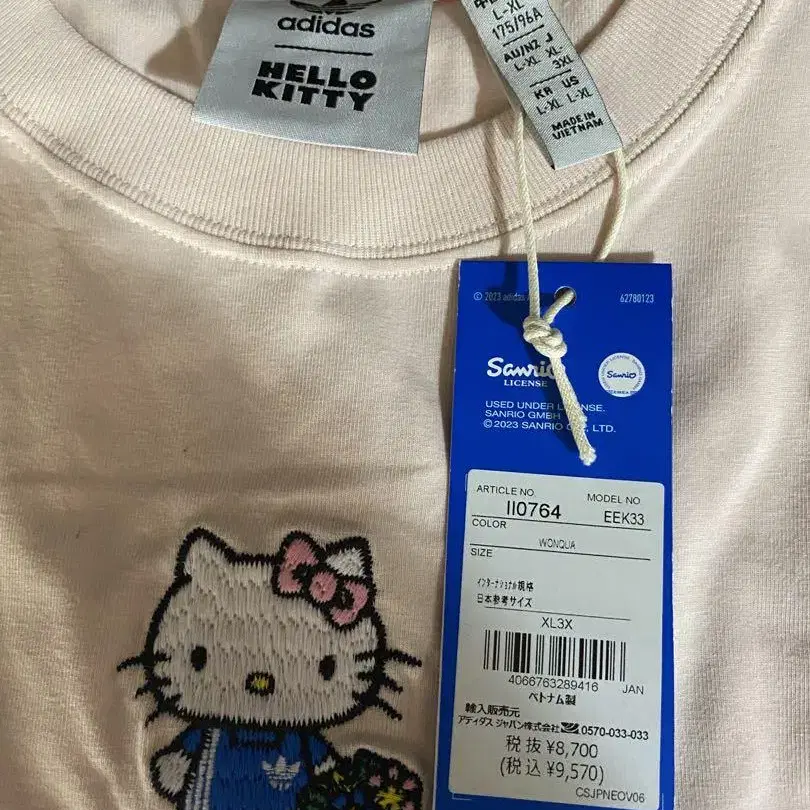 adidas
HELLO
KITTY
L-XL
175/96A
AU/NZ J
L-XL XL-
3XL
KR US
L-XL L-XL
MADE IN
VIETNAM
© 2023 adidas
62780123
Sanrio
LICENSE
Sanrio
USED UNDER LICENSE.
SANRIO GMBH
© 2023 SANRIO CO., LTD.
ARTICLE NO. MODEL NO.
II0764 EEK33
COLOR
WONQUA
SIZE
インターナショナル規格
日本参考サイズ
XL3X
4066763289416 JAN
ベトナム製
輸入販売元
アディダス ジャパン株式会社 0570-033-033
税抜¥8,700
(税込¥9,570)
CSJPNEOV06